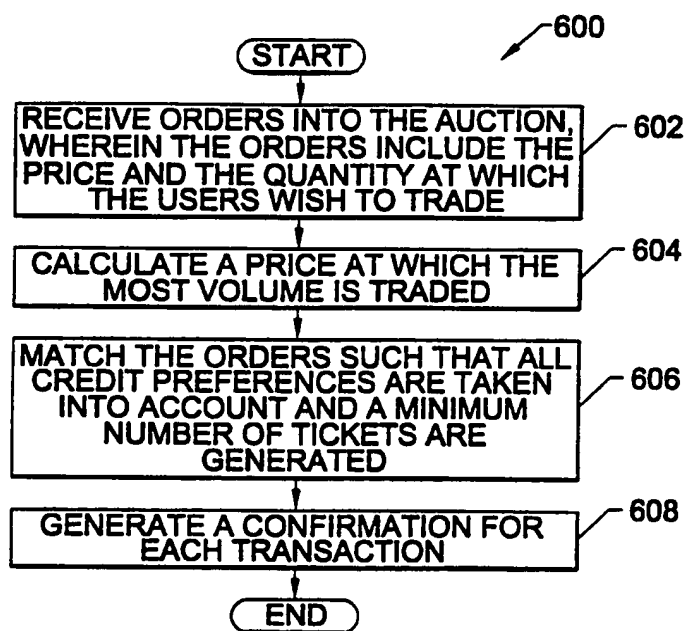 600
START
RECEIVE ORDERS INTO THE AUCTION,
WHEREIN THE ORDERS INCLUDE THE
PRICE AND THE QUANTITY AT WHICH
THE USERS WISH TO TRADE
602
CALCULATE A PRICE AT WHICH THE
MOST VOLUME IS TRADED
604
MATCH THE ORDERS SUCH THAT ALL
CREDIT PREFERENCES ARE TAKEN
INTO ACCOUNT AND A MINIMUM
NUMBER OF TICKETS ARE
GENERATED
606
GENERATE A CONFIRMATION FOR
EACH TRANSACTION
608
END